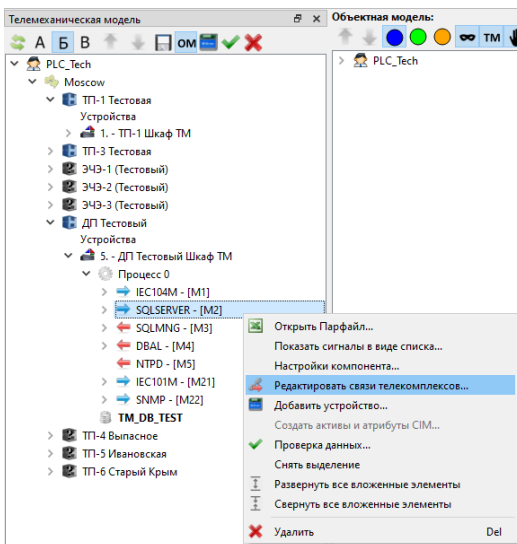 Телемеханическая модель
Объектная модель:
А Б В ОМ
ТМ
PLC_Tech
Moscow
ТП-1 Тестовая
Устройства
1. - ТП-1 Шкаф ТМ
ТП-3 Тестовая
ЭЧЭ-1 (Тестовый)
ЭЧЭ-2 (Тестовый)
ЭЧЭ-3 (Тестовый)
ДП Тестовый
Устройства
5. - ДП Тестовый Шкаф ТМ
Процесс 0
IEC104M - [M1]
SQLSERVER - [M2]
SQLMNG - [M3]
DBAL - [M4]
NTPD - [M5]
IEC101M - [M21]
SNMP - [M22]
TM_DB_TEST
ТП-4 Выпасное
ТП-5 Ивановская
ТП-6 Старый Крым
PLC_Tech
Открыть Парфайл...
Показать сигналы в виде списка...
Настройки компонента...
Редактировать связи телекомплексов...
Добавить устройство...
Создать активы и атрибуты CIM...
Проверка данных...
Снять выделение
Развернуть все вложенные элементы
Свернуть все вложенные элементы
Удалить Del